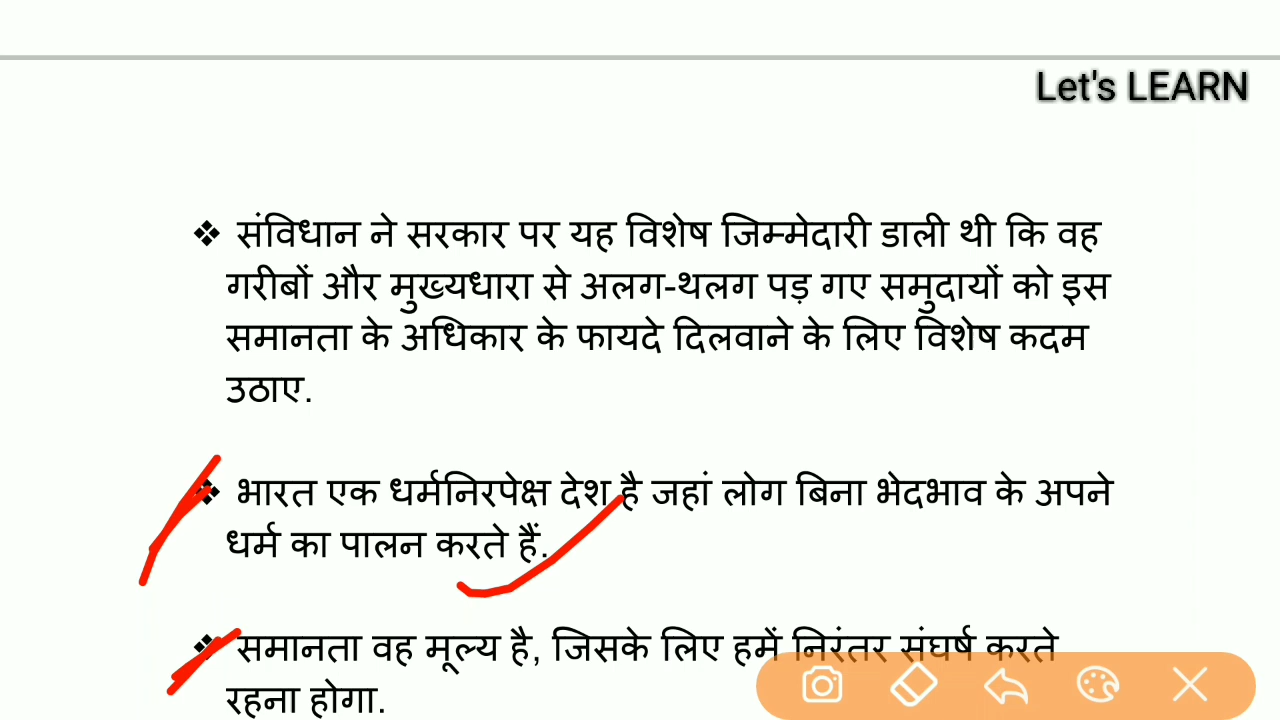 Let's LEARN
❖ संविधान ने सरकार पर यह विशेष जिम्मेदारी डाली थी कि वह
गरीबों और मुख्यधारा से अलग-थलग पड़ गए समुदायों को इस
समानता के अधिकार के फायदे दिलवाने के लिए विशेष कदम
उठाए.
❖ भारत एक धर्मनिरपेक्ष देश है जहां लोग बिना भेदभाव के अपने
धर्म का पालन करते हैं.
❖ समानता वह मूल्य है, जिसके लिए हमें निरंतर संघर्ष करते
रहना होगा.